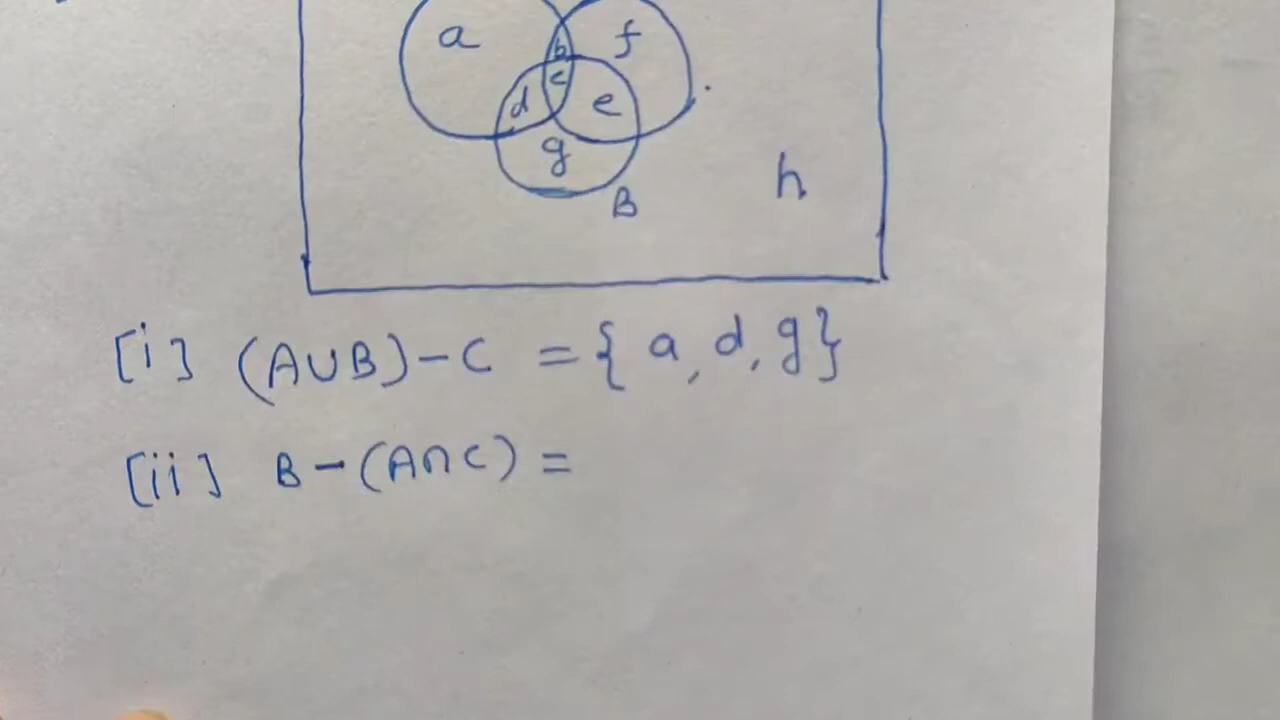 a b f
c
d e
g
h
B
[i] (A∪B)-C = {a, d, g}
[ii] B-(A∩C) =